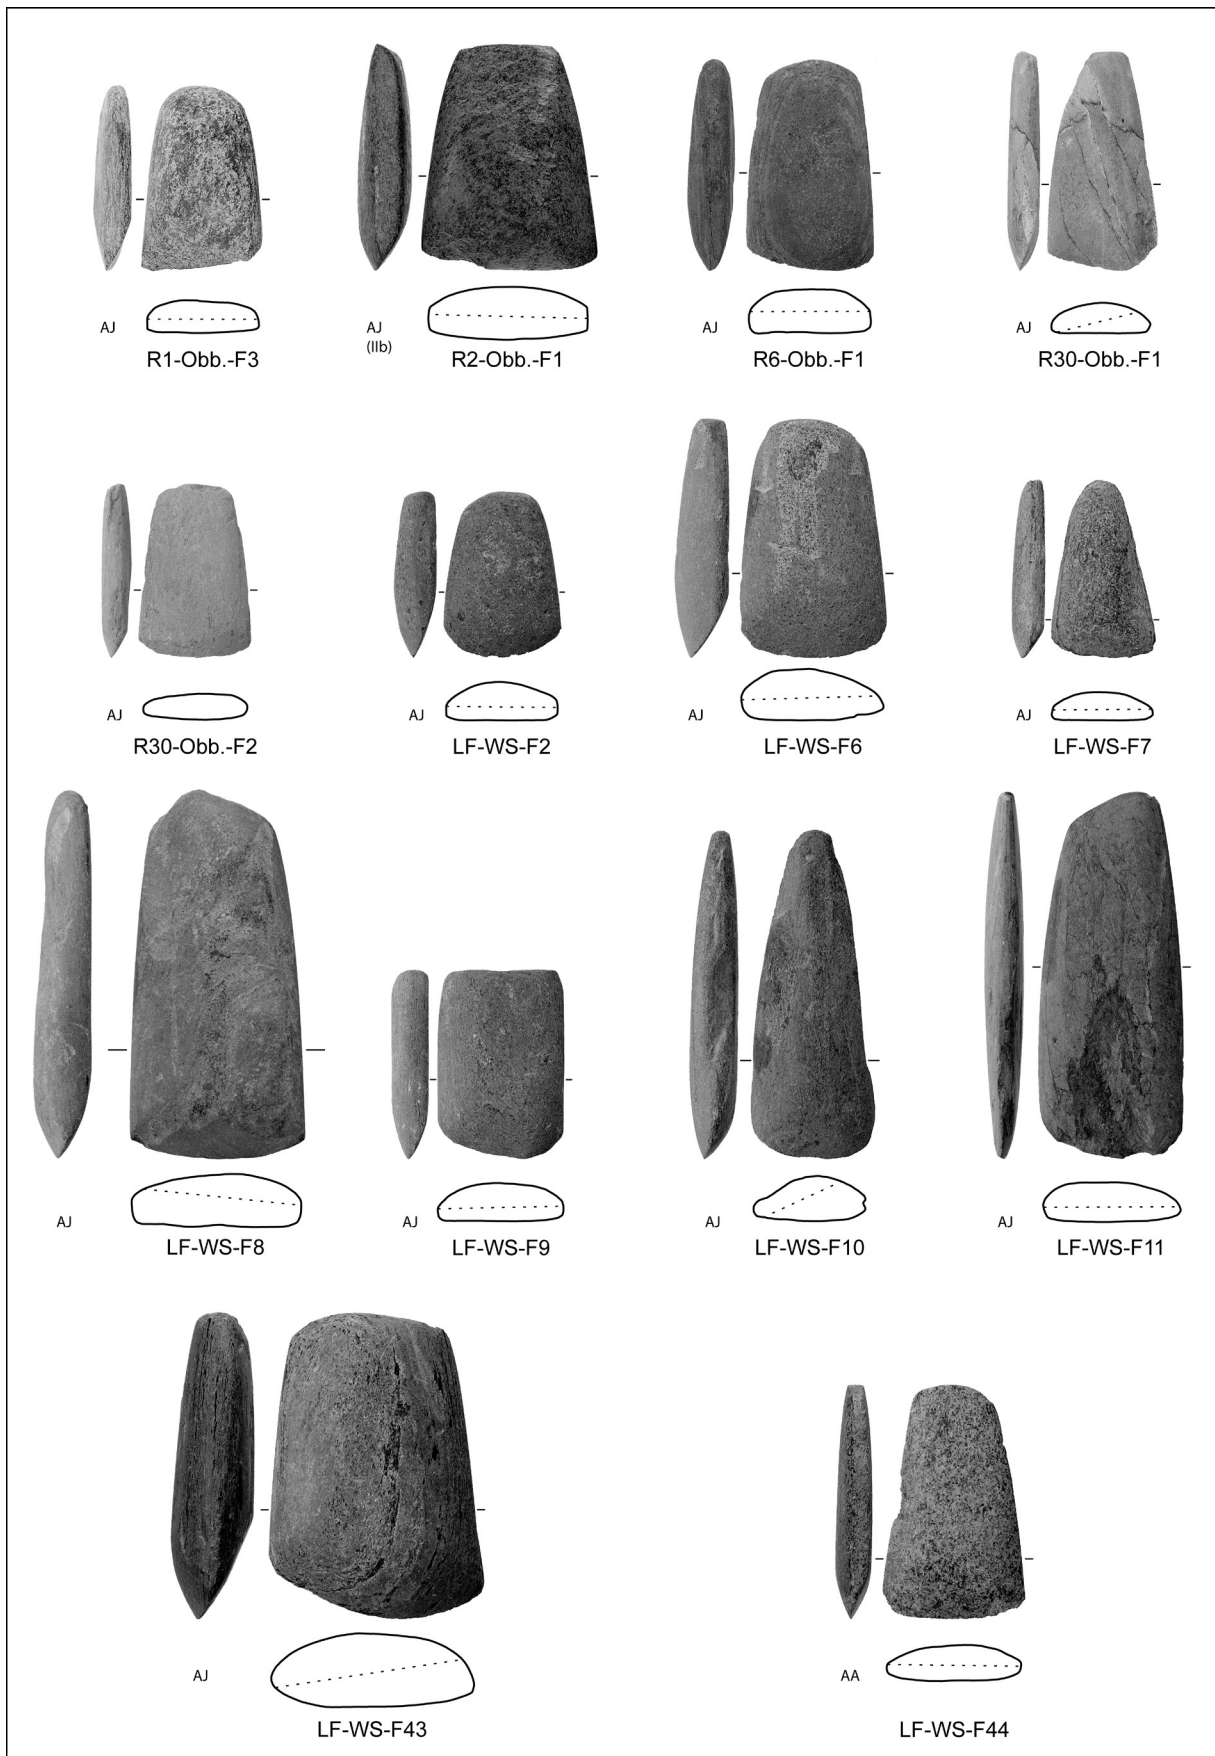 AJ
R1-Obb.-F3
AJ
(IIb)
R2-Obb.-F1
AJ
R6-Obb.-F1
AJ
R30-Obb.-F1
AJ
R30-Obb.-F2
AJ
LF-WS-F2
AJ
LF-WS-F6
AJ
LF-WS-F7
AJ
LF-WS-F8
AJ
LF-WS-F9
AJ
LF-WS-F10
AJ
LF-WS-F11
AJ
LF-WS-F43
AA
LF-WS-F44